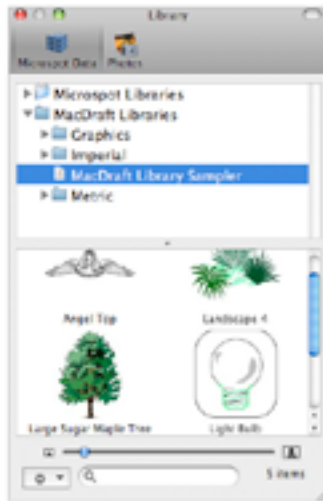 Library
Microspot Data Photos
Microspot Libraries
MacDraft Libraries
Graphics
Imperial
MacDraft Library Sampler
Metric
Angel Top Landscape 4
Large Sugar Maple Tree Light Bulb
5 items